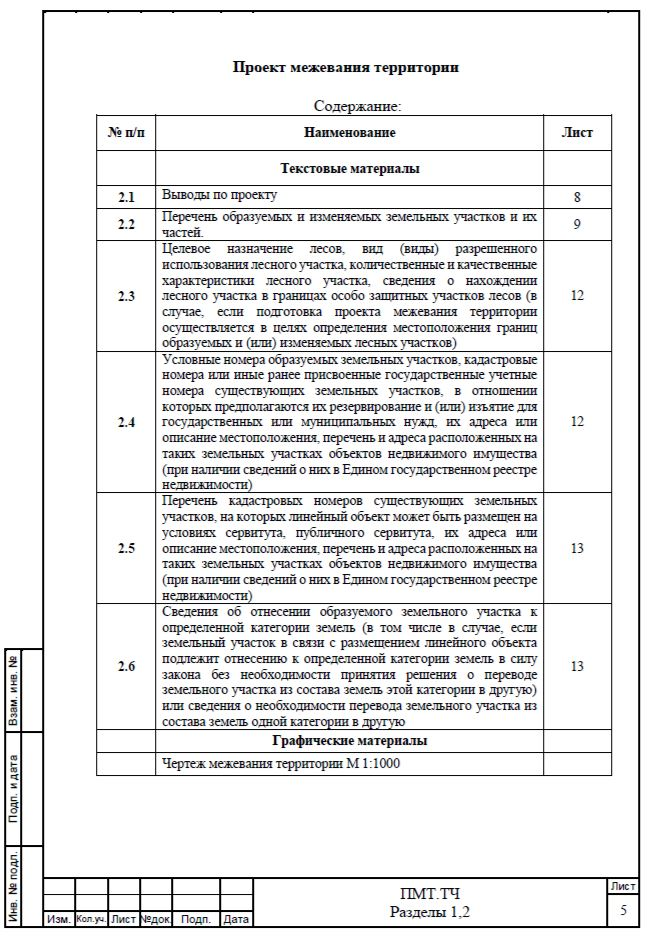 Проект межевания территории
Содержание:
№ п/п Наименование Лист
Текстовые материалы
2.1 Выводы по проекту 8
2.2 Перечень образуемых и изменяемых земельных участков и их
частей. 9
2.3 Целевое назначение лесов, вид (виды) разрешенного
использования лесного участка, количественные и качественные
характеристики лесного участка, сведения о нахождении
лесного участка в границах особо защитных участков лесов (в
случае, если подготовка проекта межевания территории
осуществляется в целях определения местоположения границ
образуемых и (или) изменяемых лесных участков) 12
2.4 Условные номера образуемых земельных участков, кадастровые
номера или иные ранее присвоенные государственные учетные
номера существующих земельных участков, в отношении
которых предполагаются их резервирование и (или) изъятие для
государственных или муниципальных нужд, их адреса или
описание местоположения, перечень и адреса расположенных на
таких земельных участках объектов недвижимого имущества
(при наличии сведений о них в Едином государственном реестре
недвижимости) 12
2.5 Перечень кадастровых номеров существующих земельных
участков, на которых линейный объект может быть размещен на
условиях сервитута, публичного сервитута, их адреса или
описание местоположения, перечень и адреса расположенных на
таких земельных участках объектов недвижимого имущества
(при наличии сведений о них в Едином государственном реестре
недвижимости) 13
2.6 Сведения об отнесении образуемого земельного участка к
определенной категории земель (в том числе в случае, если
земельный участок в связи с размещением линейного объекта
подлежит отнесению к определенной категории земель в силу
закона без необходимости принятия решения о переводе
земельного участка из состава земель этой категории в другую)
или сведения о необходимости перевода земельного участка из
состава земель одной категории в другую 13
Графические материалы
Чертеж межевания территории М 1:1000
Взам. инв. №
Подп. и дата
Инв. № подл.
Изм. Кол.уч. Лист №док. Подп. Дата
ПМТ.ТЧ
Разделы 1,2
Лист
5